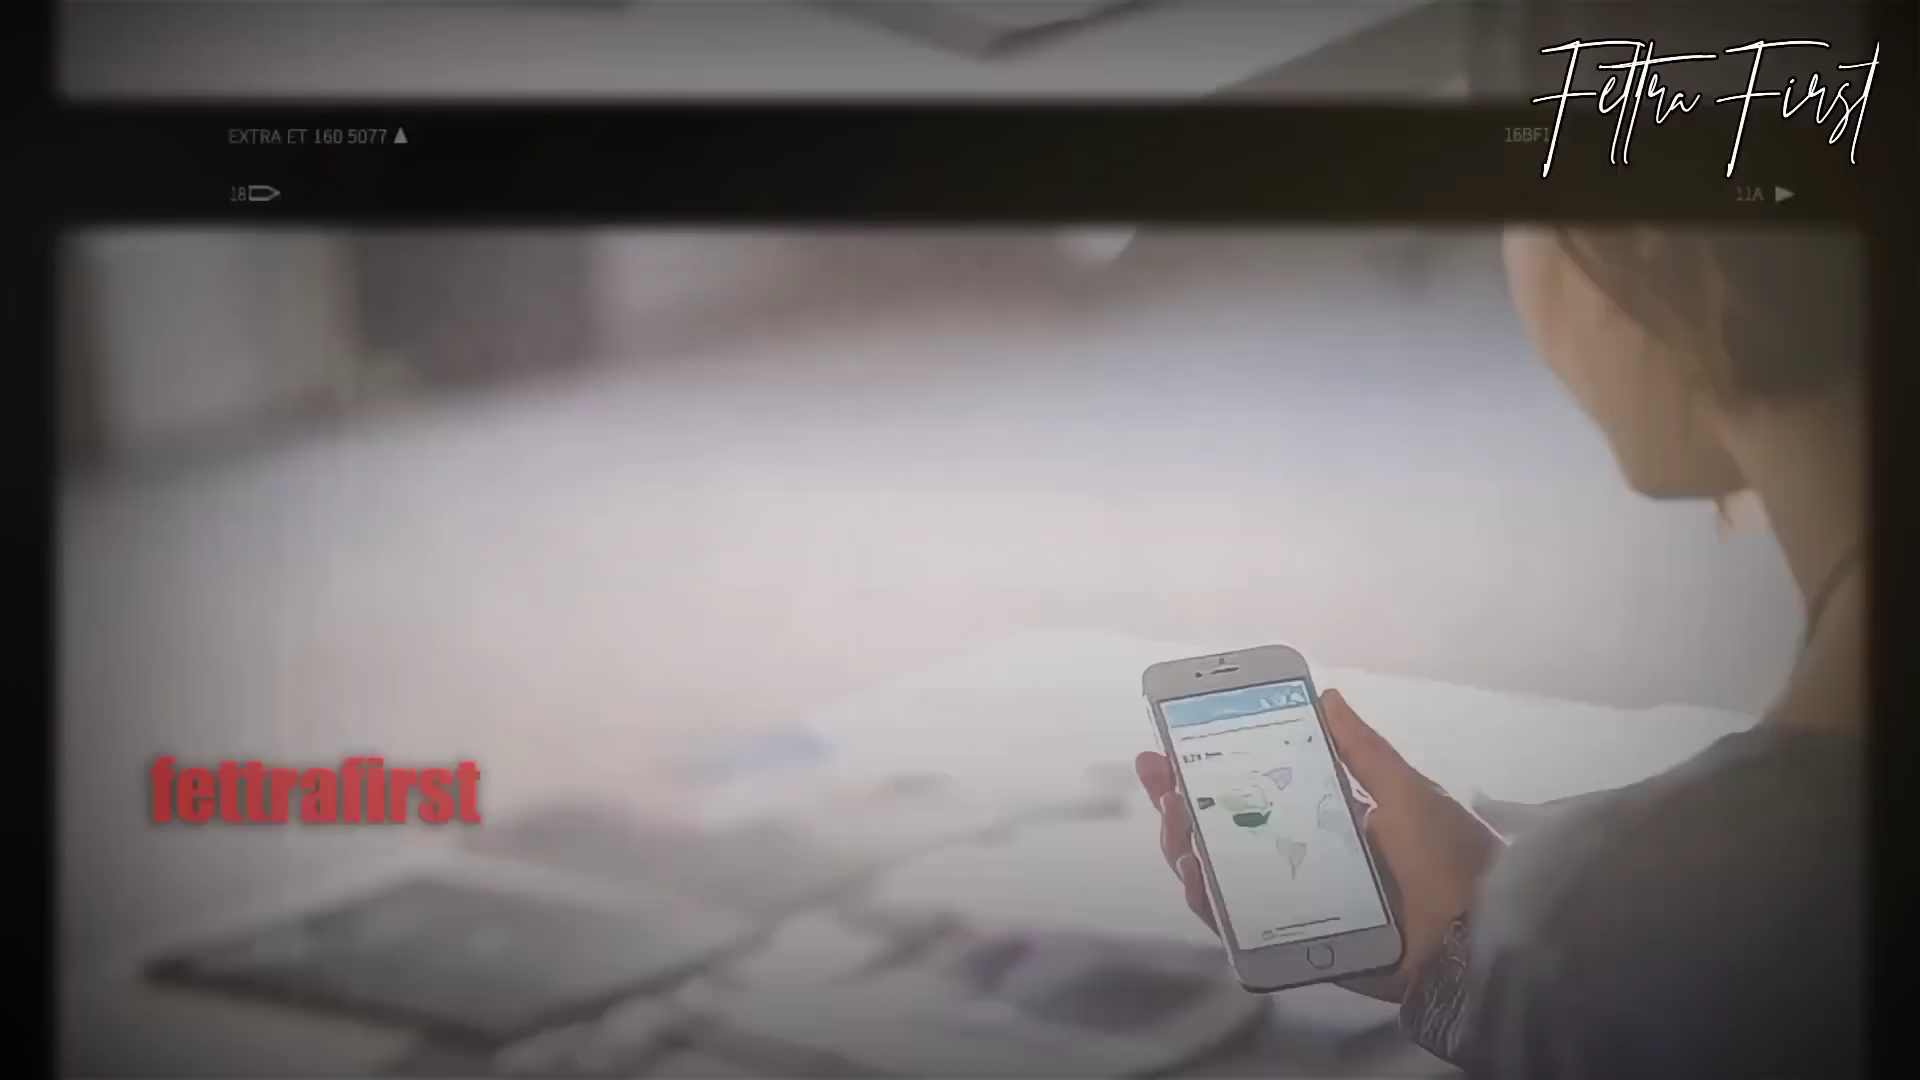 Fettra First
EXTRA ET 160 5077
16BFI
18
11A
fettrafirst